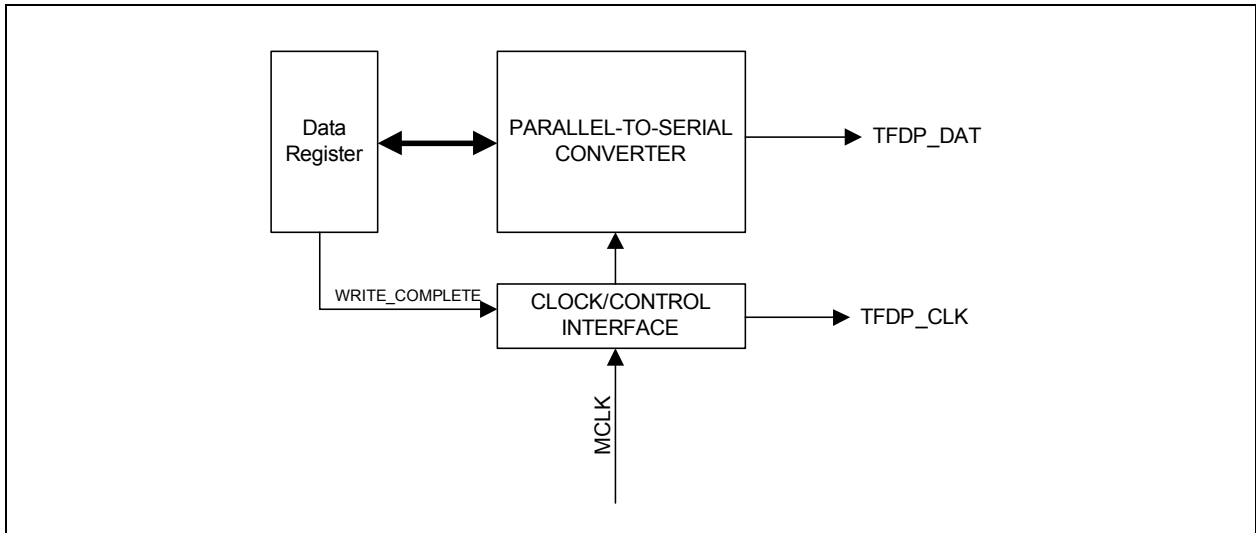 Data
Register
PARALLEL-TO-SERIAL
CONVERTER
TFDP_DAT
WRITE_COMPLETE
CLOCK/CONTROL
INTERFACE
TFDP_CLK
MCLK